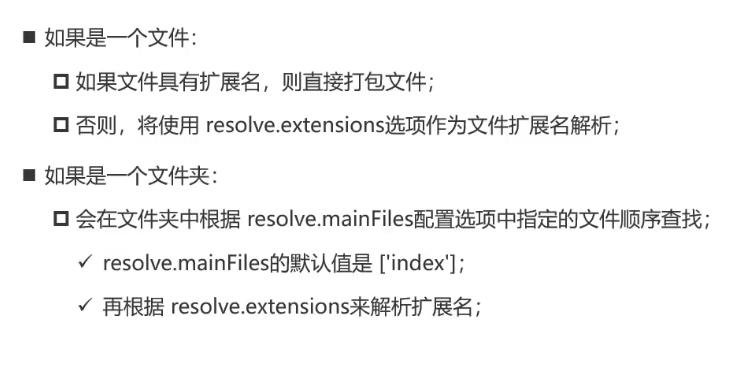 ■ 如果是一个文件：
□ 如果文件具有扩展名，则直接打包文件；
□ 否则，将使用 resolve.extensions选项作为文件扩展名解析；
■ 如果是一个文件夹：
□ 会在文件夹中根据 resolve.mainFiles配置选项中指定的文件顺序查找；
✓ resolve.mainFiles的默认值是 ['index']；
✓ 再根据 resolve.extensions来解析扩展名；